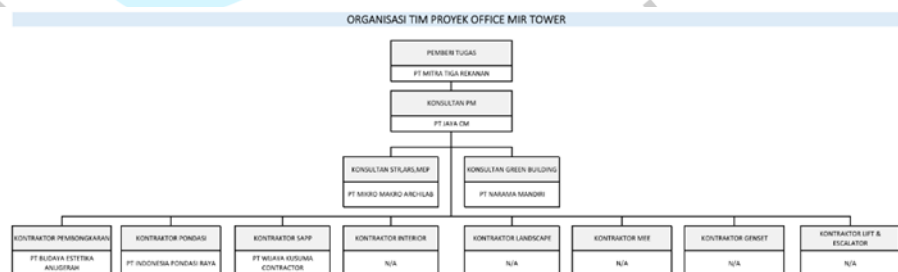 ORGANISASI TIM PROYEK OFFICE MIR TOWER
PEMBERI TUGAS
PT MITRA TIGA REKANAN
KONSULTAN PM
PT JAYA CM
KONSULTAN STR,ARS,MEP
KONSULTAN GREEN BUILDING
PT MIKRO MAKRO ARCHILAB
PT NARAMA MANDIRI
KONTRAKTOR PEMBONGKARAN
KONTRAKTOR PONDASI
KONTRAKTOR SAPP
KONTRAKTOR INTERIOR
KONTRAKTOR LANDSCAPE
KONTRAKTOR MEE
KONTRAKTOR GENSET
KONTRAKTOR LIFT &
ESCALATOR
PT BUDAYA ESTETIKA
ANUGERAH
PT INDONESIA PONDASI RAYA
PT WIJAYA KUSUMA
CONTRACTOR
N/A
N/A
N/A
N/A
N/A